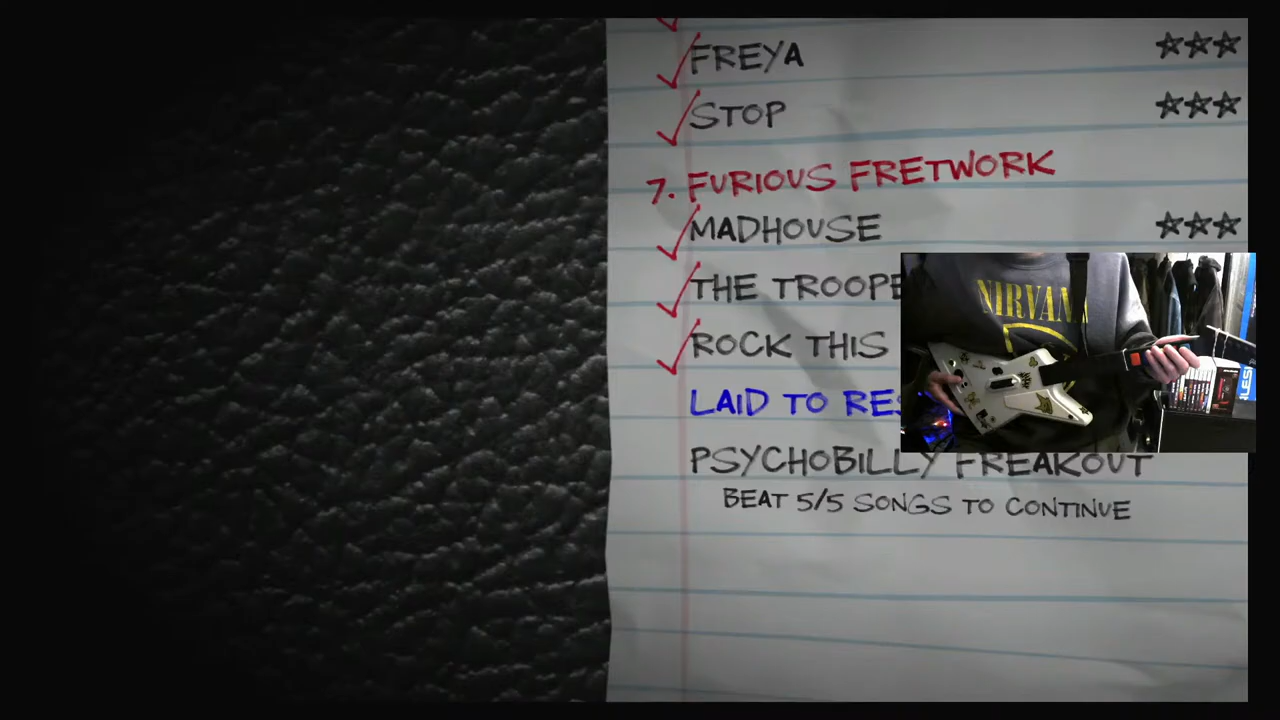 FREYA
STOP
7. FURIOUS FRETWORK
MADHOUSE
THE TROOPE
ROCK THIS
LAID TO RES
PSYCHOBILLY FREAKOUT
BEAT 5/5 SONGS TO CONTINUE
NIRVANA